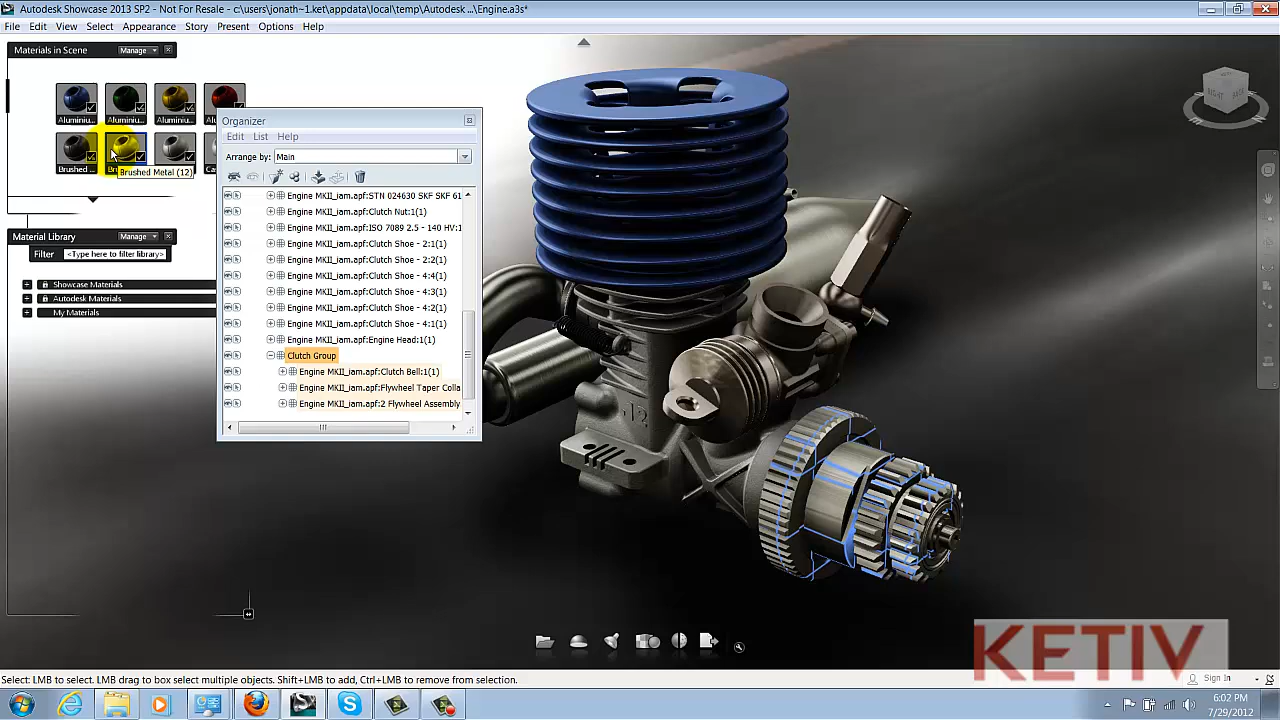 Autodesk Showcase 2013 SP2 - Not For Resale - c:\users\jonath~1.ket\appdata\local\temp\Autodesk ...\Engine.a3s*
File Edit View Select Appearance Story Present Options Help
Materials in Scene Manage
Aluminiu... Aluminiu... Aluminiu... Aluminiu...
Brushed ...
Brushed Metal (12)
Material Library Manage
Filter <Type here to filter library>
Showcase Materials
Autodesk Materials
My Materials
Organizer
Edit List Help
Arrange by: Main
Engine MKII_iam.apf:STN 024630 SKF SKF 61
Engine MKII_iam.apf:Clutch Nut:1(1)
Engine MKII_iam.apf:ISO 7089 2.5 - 140 HV:1
Engine MKII_iam.apf:Clutch Shoe - 2:1(1)
Engine MKII_iam.apf:Clutch Shoe - 2:2(1)
Engine MKII_iam.apf:Clutch Shoe - 4:4(1)
Engine MKII_iam.apf:Clutch Shoe - 4:3(1)
Engine MKII_iam.apf:Clutch Shoe - 4:2(1)
Engine MKII_iam.apf:Clutch Shoe - 4:1(1)
Engine MKII_iam.apf:Engine Head:1(1)
Clutch Group
Engine MKII_iam.apf:Clutch Bell:1(1)
Engine MKII_iam.apf:Flywheel Taper Colla
Engine MKII_iam.apf:2 Flywheel Assembly
12
RIGHT BACK
KETIV
Select: LMB to select. LMB drag to box select multiple objects. Shift+LMB to add, Ctrl+LMB to remove from selection.
Sign In
6:02 PM
7/29/2012